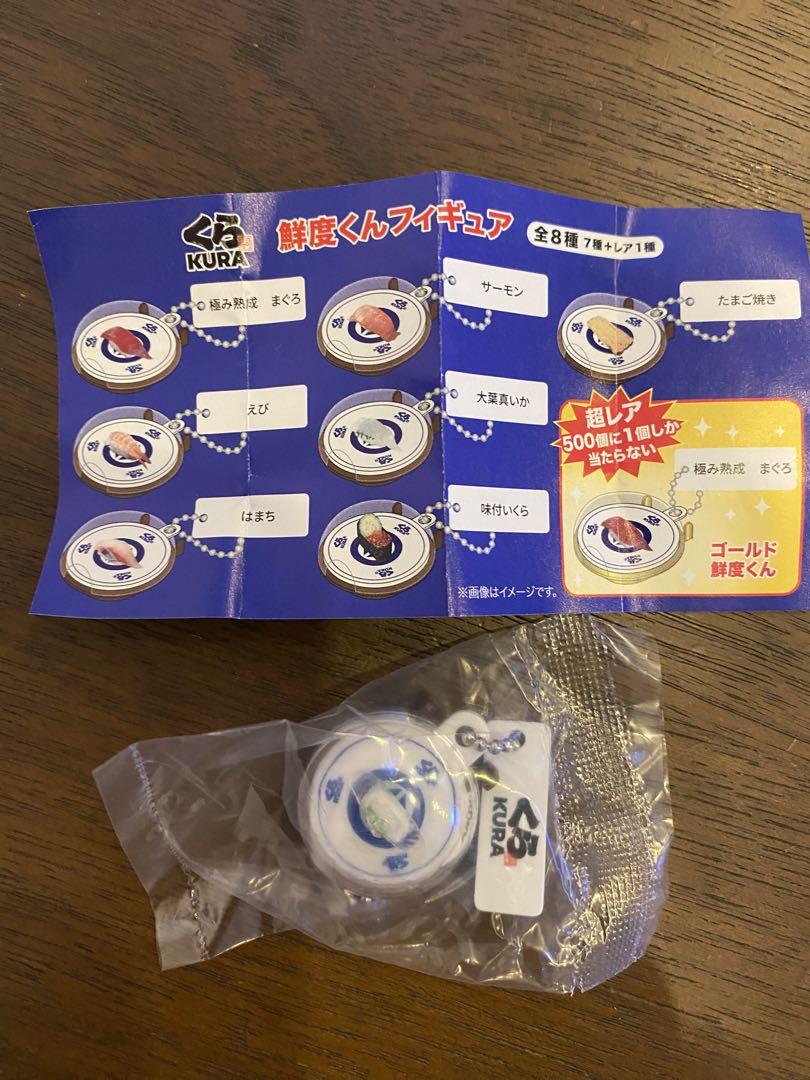 くら
KURA
鮮度くんフィギュア
全8種 7種+レア1種
極み熟成 まぐろ
サーモン
たまご焼き
えび
大葉真いか
はまち
味付いくら
超レア
500個に1個しか
当たらない
極み熟成 まぐろ
ゴールド
鮮度くん
※画像はイメージです。
くら
KURA